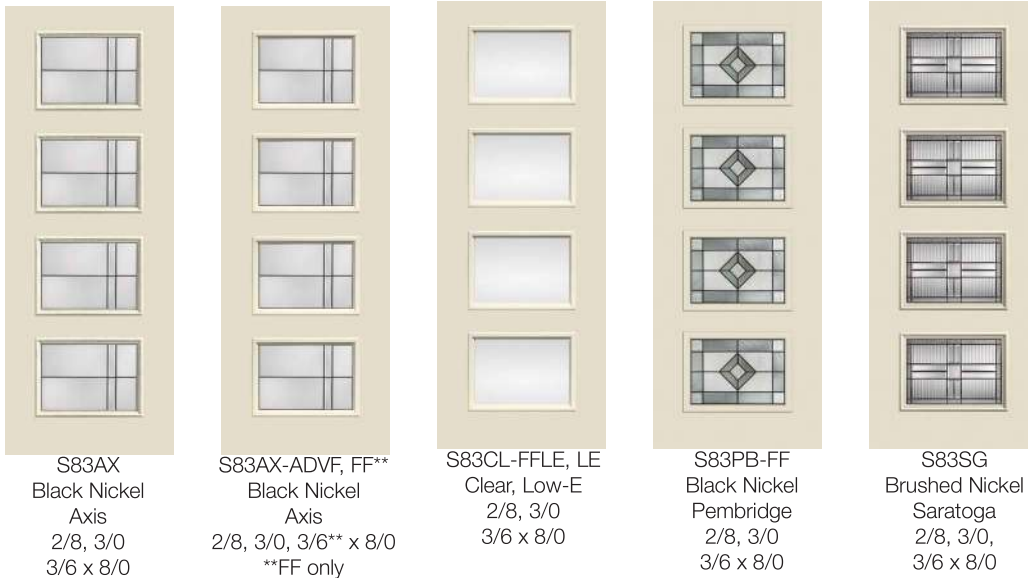 S83AX
Black Nickel
Axis
2/8, 3/0
3/6 x 8/0
S83AX-ADVF, FF**
Black Nickel
Axis
2/8, 3/0, 3/6** x 8/0
**FF only
S83CL-FFLE, LE
Clear, Low-E
2/8, 3/0
3/6 x 8/0
S83PB-FF
Black Nickel
Pembridge
2/8, 3/0
3/6 x 8/0
S83SG
Brushed Nickel
Saratoga
2/8, 3/0,
3/6 x 8/0